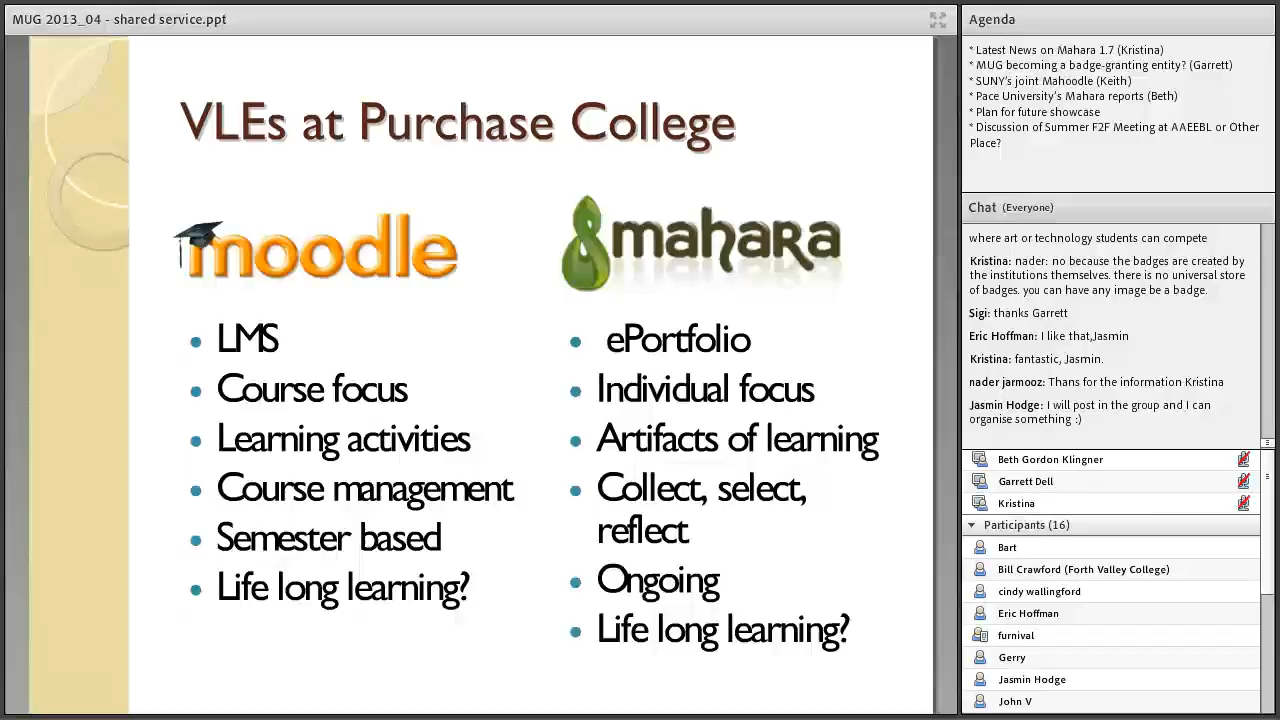 MUG 2013_04 - shared service.ppt
VLEs at Purchase College
moodle
mahara
• LMS
• Course focus
• Learning activities
• Course management
• Semester based
• Life long learning?
• ePortfolio
• Individual focus
• Artifacts of learning
• Collect, select,
reflect
• Ongoing
• Life long learning?
Agenda
* Latest News on Mahara 1.7 (Kristina)
* MUG becoming a badge-granting entity? (Garrett)
* SUNY's joint Mahoodle (Keith)
* Pace University's Mahara reports (Beth)
* Plan for future showcase
* Discussion of Summer F2F Meeting at AAEEBL or Other
Place?
Chat (Everyone)
where art or technology students can compete
Kristina: nader: no because the badges are created by
the institutions themselves. there is no universal store
of badges. you can have any image be a badge.
Sigi: thanks Garrett
Eric Hoffman: I like that,Jasmin
Kristina: fantastic, Jasmin.
nader jarmooz: Thans for the information Kristina
Jasmin Hodge: I will post in the group and I can
organise something :)
Beth Gordon Klingner
Garrett Dell
Kristina
Participants (16)
Bart
Bill Crawford (Forth Valley College)
cindy wallingford
Eric Hoffman
furnival
Gerry
Jasmin Hodge
John V